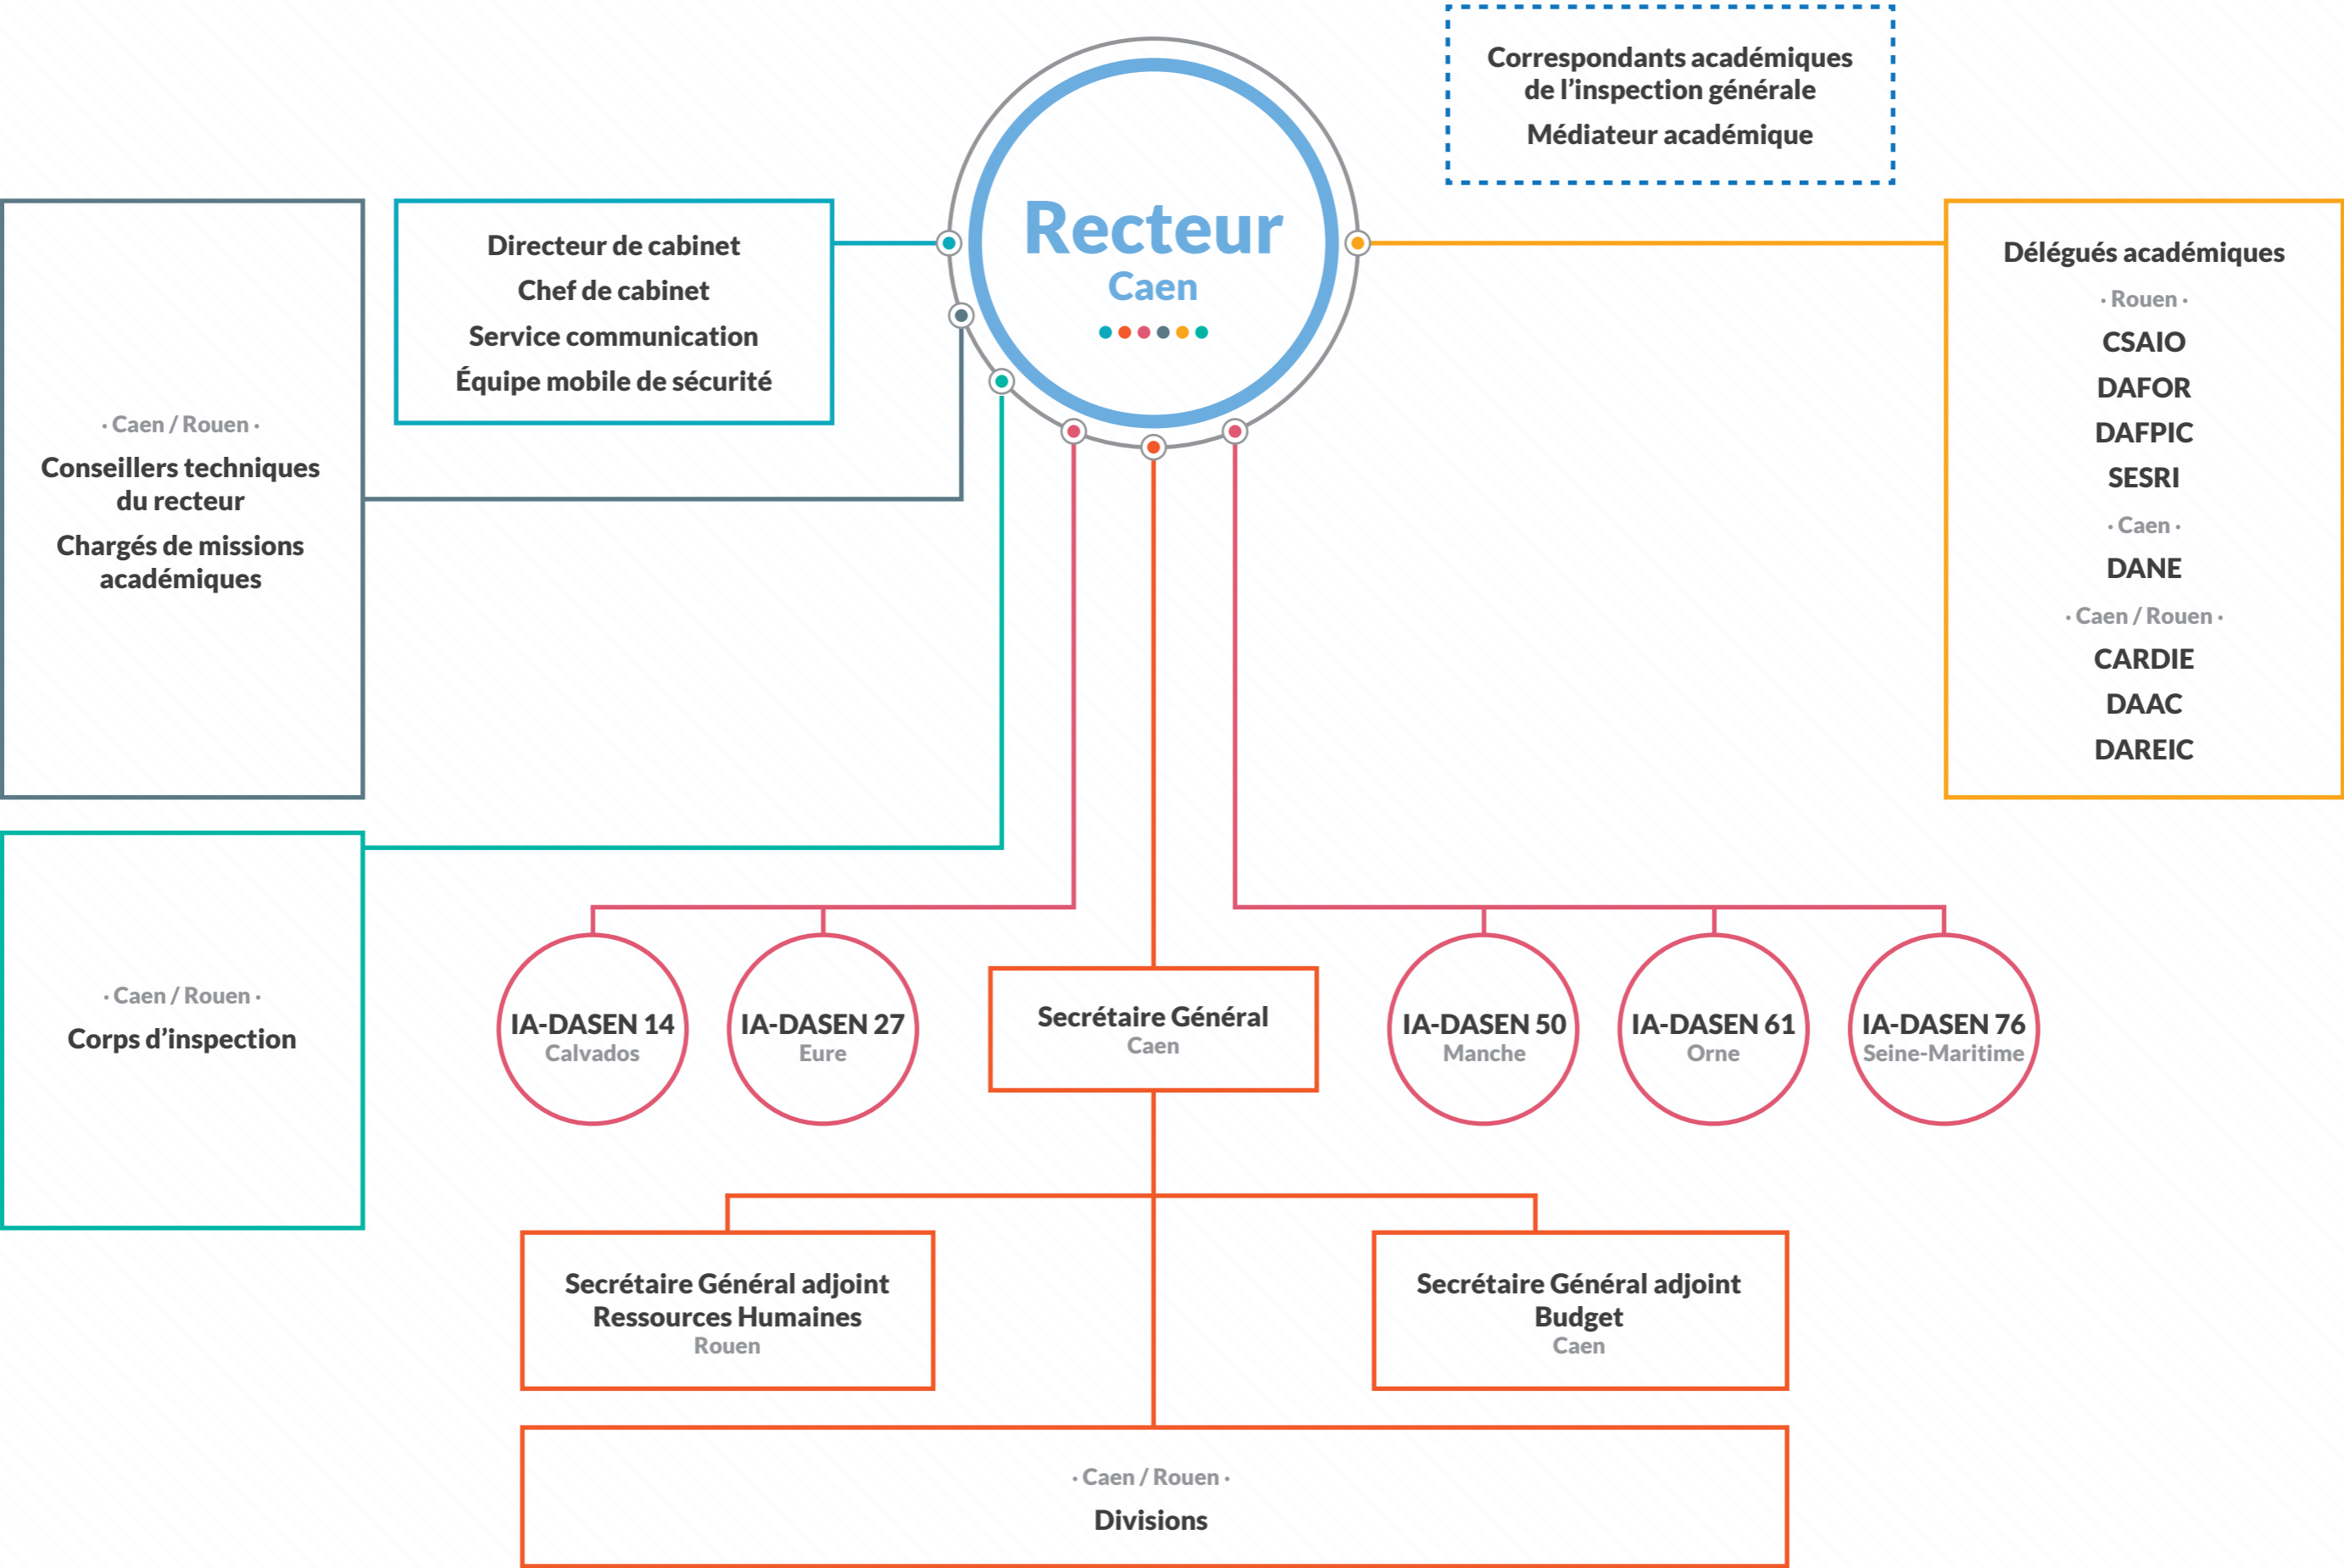 Correspondants académiques
de l’inspection générale
Médiateur académique
Recteur
Caen
Directeur de cabinet
Chef de cabinet
Service communication
Équipe mobile de sécurité
· Caen / Rouen ·
Conseillers techniques
du recteur
Chargés de missions
académiques
Délégués académiques
· Rouen ·
CSAIO
DAFOR
DAFPIC
SESRI
· Caen ·
DANE
· Caen / Rouen ·
CARDIE
DAAC
DAREIC
· Caen / Rouen ·
Corps d’inspection
IA-DASEN 14
Calvados
IA-DASEN 27
Eure
Secrétaire Général
Caen
IA-DASEN 50
Manche
IA-DASEN 61
Orne
IA-DASEN 76
Seine-Maritime
Secrétaire Général adjoint
Ressources Humaines
Rouen
Secrétaire Général adjoint
Budget
Caen
· Caen / Rouen ·
Divisions